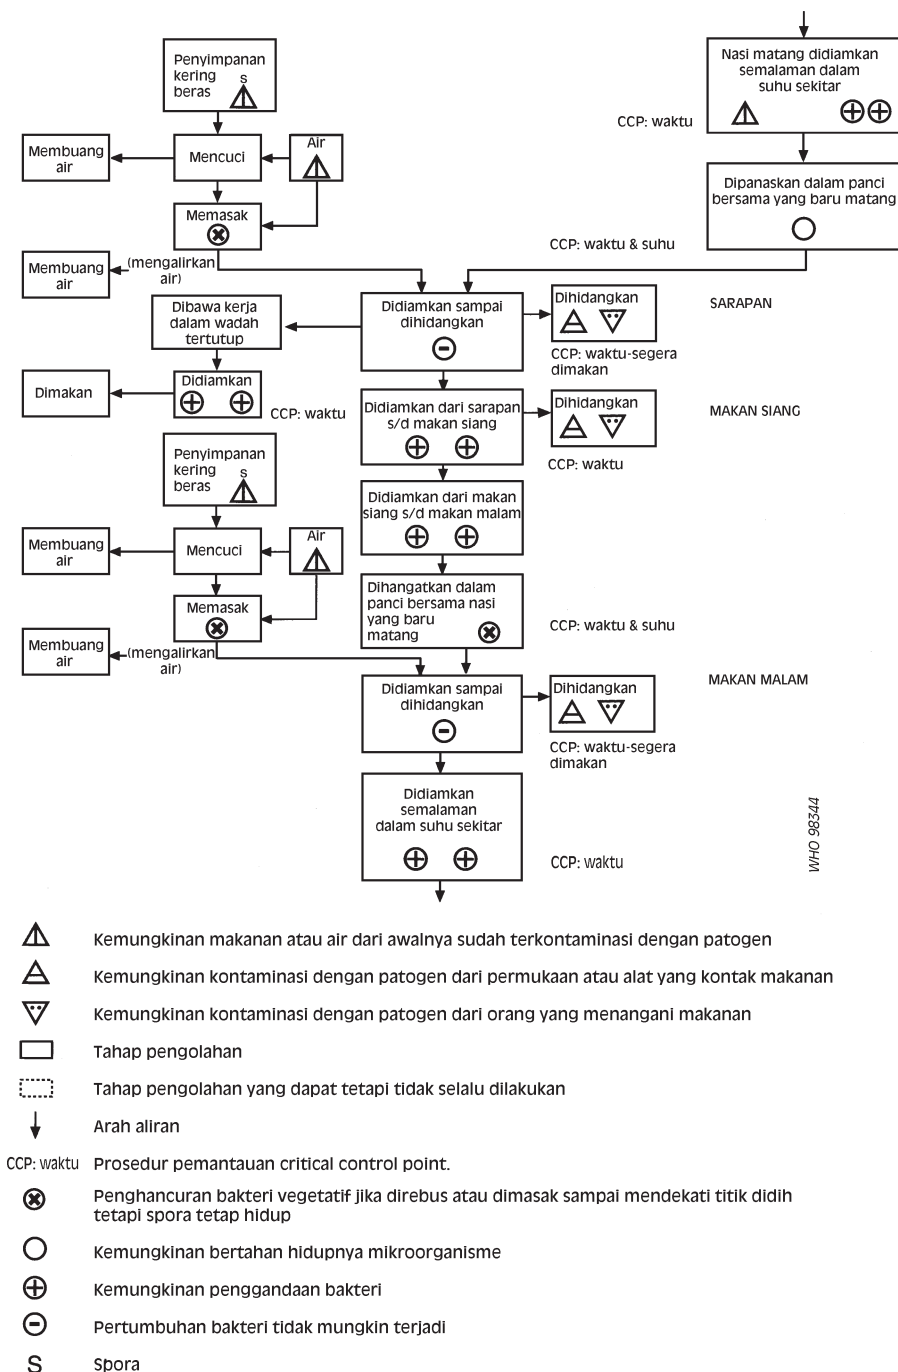 Penyimpanan
kering
beras
S
Membuang
air
Mencuci
Air
Memasak
Membuang
air
(mengalirkan
air)
Nasi matang didiamkan
semalaman dalam
suhu sekitar
CCP: waktu
Dipanaskan dalam panci
bersama yang baru matang
CCP: waktu & suhu
Dibawa kerja
dalam wadah
tertutup
Didiamkan sampai
dihidangkan
Dihidangkan
SARAPAN
CCP: waktu-segera
dimakan
Dimakan
Didiamkan
CCP: waktu
Didiamkan dari sarapan
s/d makan siang
Dihidangkan
MAKAN SIANG
CCP: waktu
Penyimpanan
kering
beras
S
Didiamkan dari makan
siang s/d makan malam
Membuang
air
Mencuci
Air
Dihangatkan dalam
panci bersama nasi
yang baru
matang
CCP: waktu & suhu
Memasak
Membuang
air
(mengalirkan
air)
Didiamkan sampai
dihidangkan
Dihidangkan
MAKAN MALAM
CCP: waktu-segera
dimakan
Didiamkan
semalaman
dalam suhu sekitar
CCP: waktu
WHO 98344
Kemungkinan makanan atau air dari awalnya sudah terkontaminasi dengan patogen
Kemungkinan kontaminasi dengan patogen dari permukaan atau alat yang kontak makanan
Kemungkinan kontaminasi dengan patogen dari orang yang menangani makanan
Tahap pengolahan
Tahap pengolahan yang dapat tetapi tidak selalu dilakukan
Arah aliran
CCP: waktu Prosedur pemantauan critical control point.
Penghancuran bakteri vegetatif jika direbus atau dimasak sampai mendekati titik didih
tetapi spora tetap hidup
Kemungkinan bertahan hidupnya mikroorganisme
Kemungkinan penggandaan bakteri
Pertumbuhan bakteri tidak mungkin terjadi
S Spora